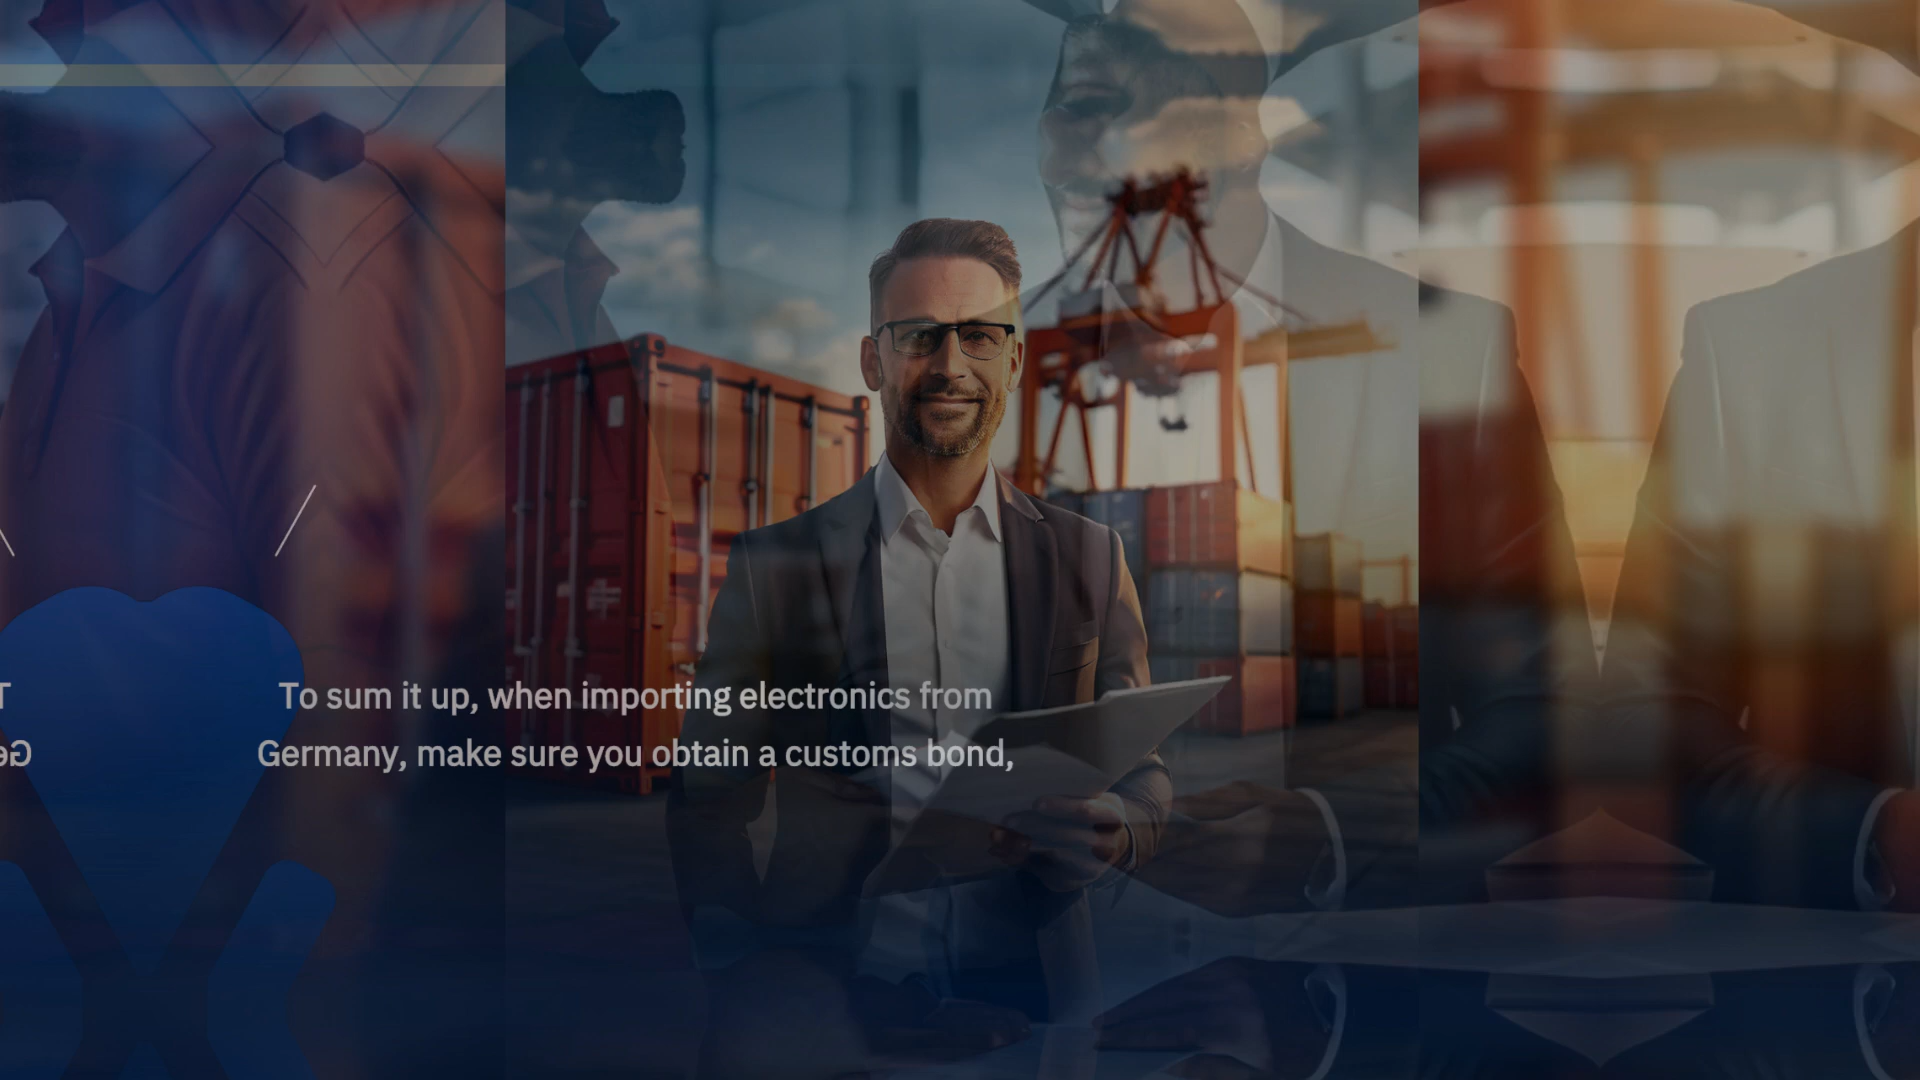 To sum it up, when importing electronics from
Germany, make sure you obtain a customs bond,